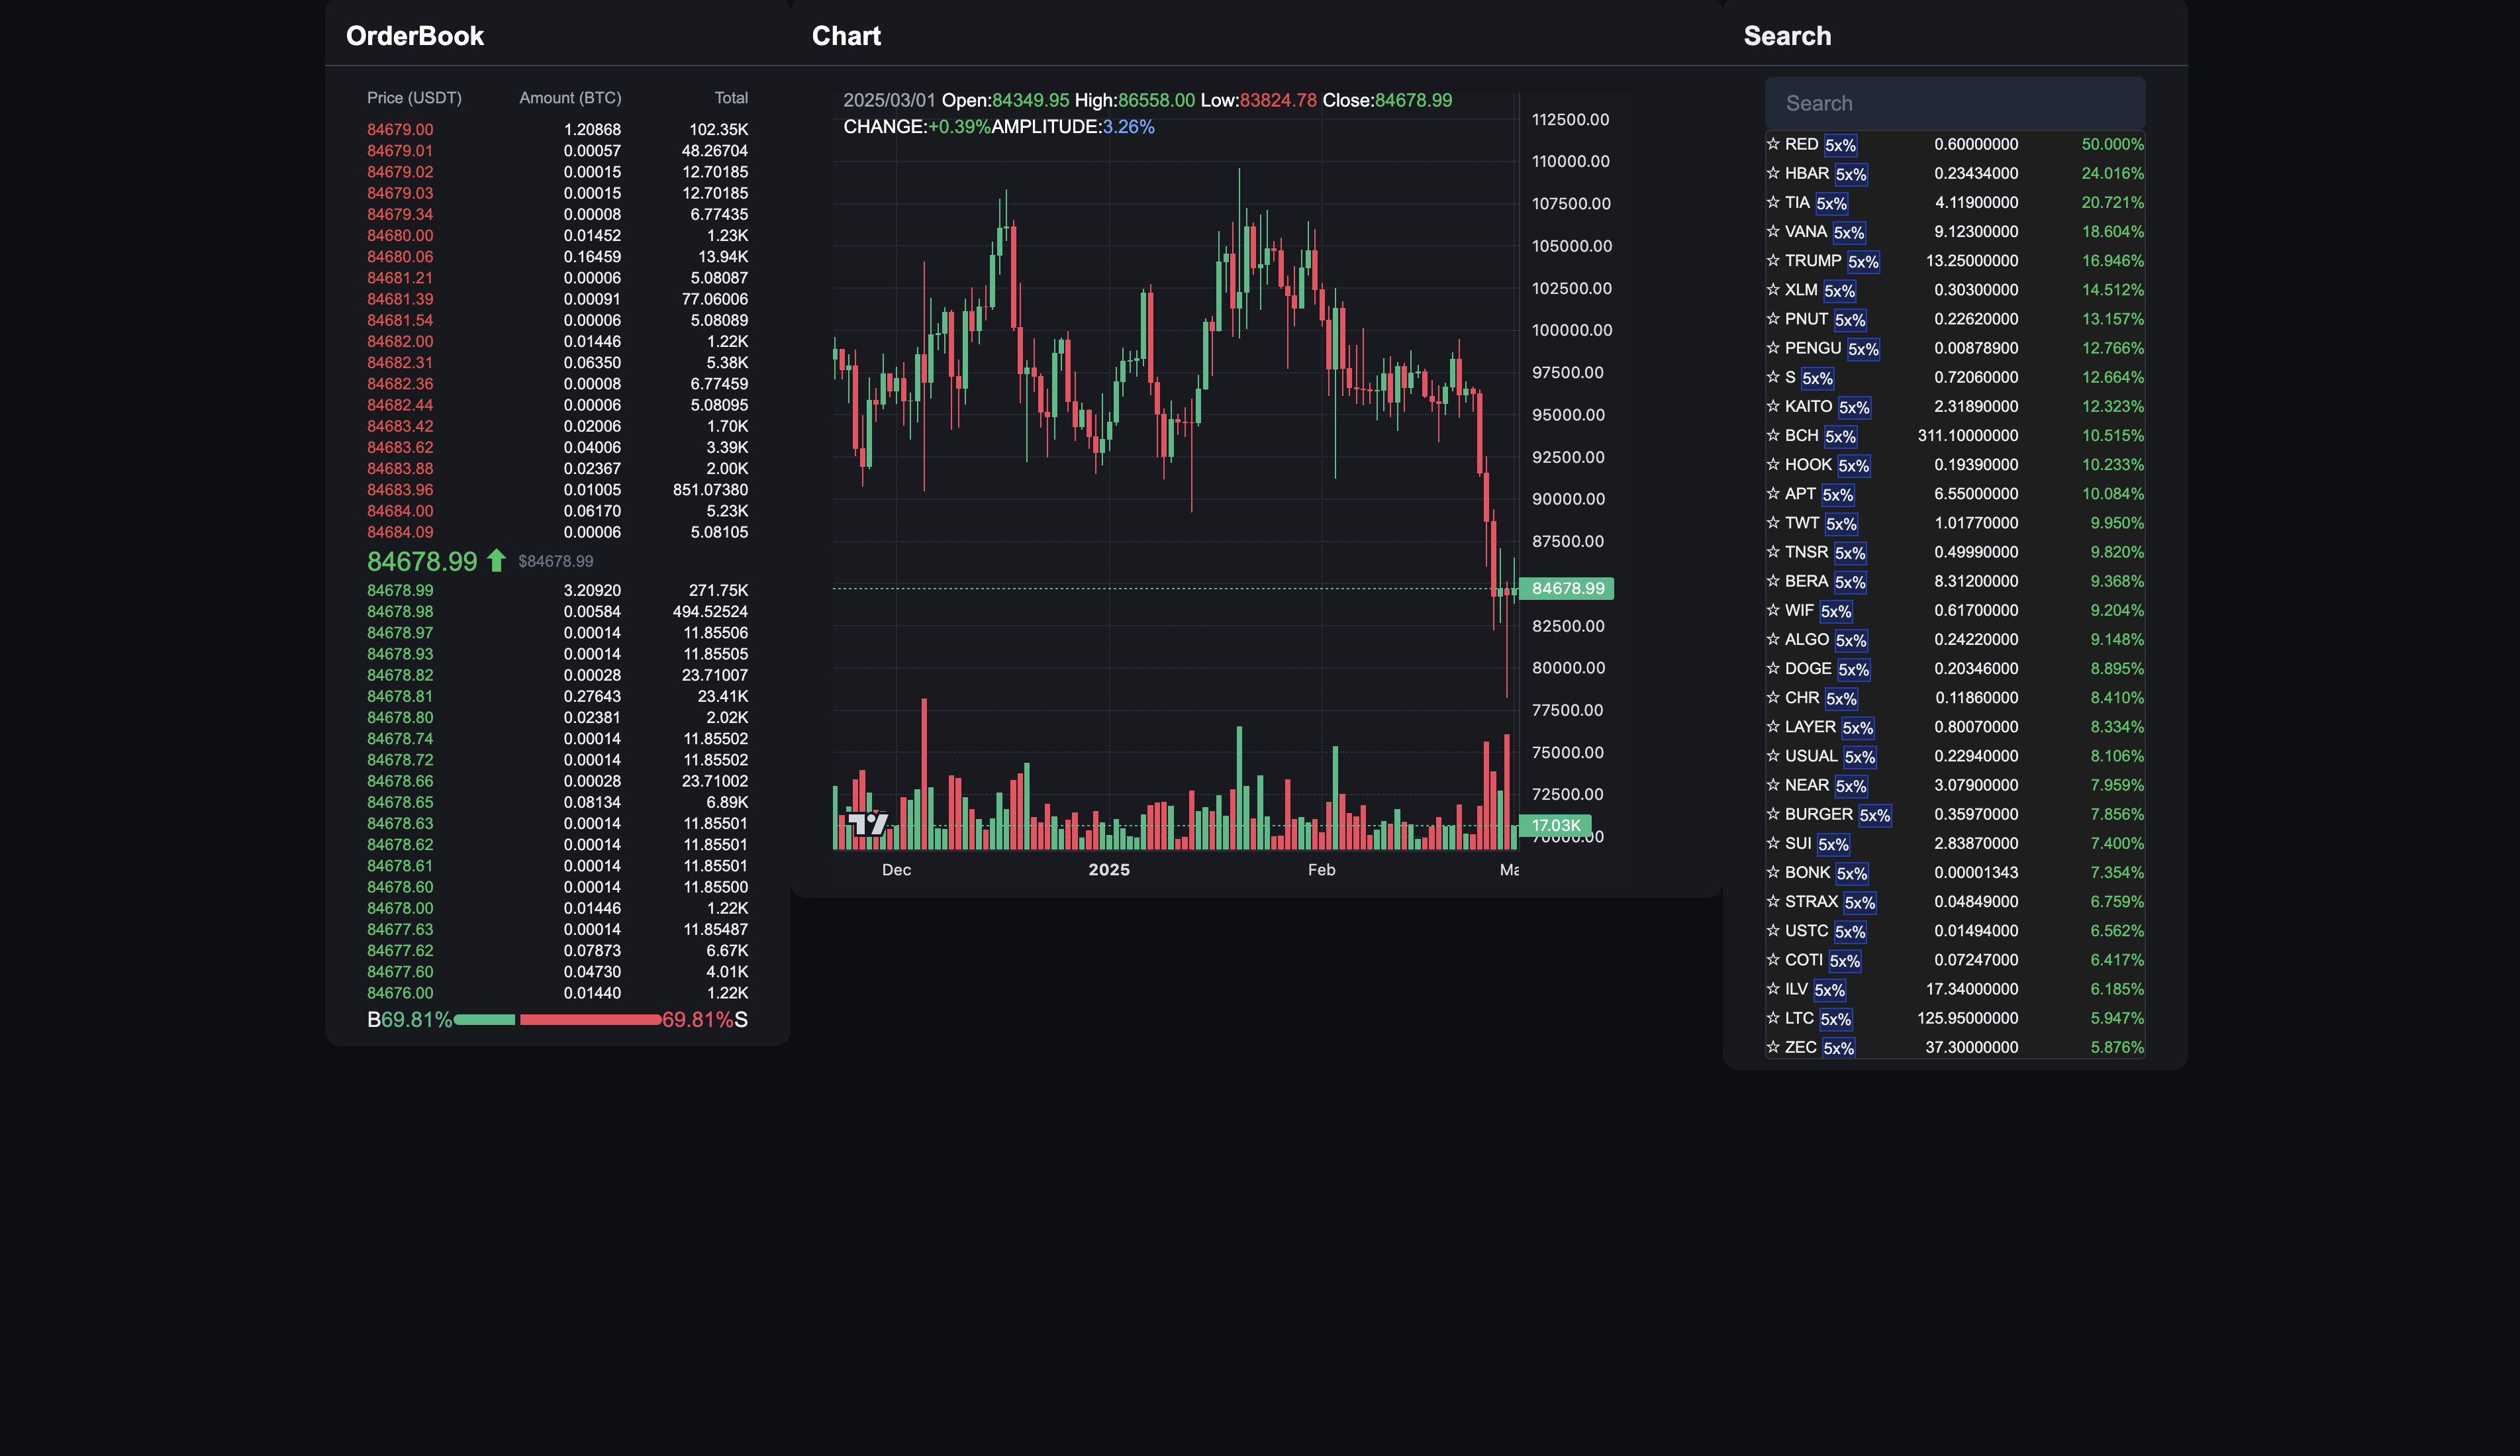 OrderBook
Price (USDT) Amount (BTC) Total
84679.00 1.20868 102.35K
84679.01 0.00057 48.26704
84679.02 0.00015 12.70185
84679.03 0.00015 12.70185
84679.34 0.00008 6.77435
84680.00 0.01452 1.23K
84680.06 0.16459 13.94K
84681.21 0.00006 5.08087
84681.39 0.00091 77.06006
84681.54 0.00006 5.08089
84682.00 0.01446 1.22K
84682.31 0.06350 5.38K
84682.36 0.00008 6.77459
84682.44 0.00006 5.08095
84683.42 0.02006 1.70K
84683.62 0.04006 3.39K
84683.88 0.02367 2.00K
84683.96 0.01005 851.07380
84684.00 0.06170 5.23K
84684.09 0.00006 5.08105
84678.99 $84678.99
84678.99 3.20920 271.75K
84678.98 0.00584 494.52524
84678.97 0.00014 11.85506
84678.93 0.00014 11.85505
84678.82 0.00028 23.71007
84678.81 0.27643 23.41K
84678.80 0.02381 2.02K
84678.74 0.00014 11.85502
84678.72 0.00014 11.85502
84678.66 0.00028 23.71002
84678.65 0.08134 6.89K
84678.63 0.00014 11.85501
84678.62 0.00014 11.85501
84678.61 0.00014 11.85501
84678.60 0.00014 11.85500
84678.00 0.01446 1.22K
84677.63 0.00014 11.85487
84677.62 0.07873 6.67K
84677.60 0.04730 4.01K
84676.00 0.01440 1.22K
B69.81% 69.81%S
Chart
2025/03/01 Open:84349.95 High:86558.00 Low:83824.78 Close:84678.99
CHANGE:+0.39%AMPLITUDE:3.26%
112500.00
110000.00
107500.00
105000.00
102500.00
100000.00
97500.00
95000.00
92500.00
90000.00
87500.00
84678.99
82500.00
80000.00
77500.00
75000.00
72500.00
17.03K
70000.00
Dec 2025 Feb Ma
Search
Search
RED 5x% 0.60000000 50.000%
HBAR 5x% 0.23434000 24.016%
TIA 5x% 4.11900000 20.721%
VANA 5x% 9.12300000 18.604%
TRUMP 5x% 13.25000000 16.946%
XLM 5x% 0.30300000 14.512%
PNUT 5x% 0.22620000 13.157%
PENGU 5x% 0.00878900 12.766%
S 5x% 0.72060000 12.664%
KAITO 5x% 2.31890000 12.323%
BCH 5x% 311.10000000 10.515%
HOOK 5x% 0.19390000 10.233%
APT 5x% 6.55000000 10.084%
TWT 5x% 1.01770000 9.950%
TNSR 5x% 0.49990000 9.820%
BERA 5x% 8.31200000 9.368%
WIF 5x% 0.61700000 9.204%
ALGO 5x% 0.24220000 9.148%
DOGE 5x% 0.20346000 8.895%
CHR 5x% 0.11860000 8.410%
LAYER 5x% 0.80070000 8.334%
USUAL 5x% 0.22940000 8.106%
NEAR 5x% 3.07900000 7.959%
BURGER 5x% 0.35970000 7.856%
SUI 5x% 2.83870000 7.400%
BONK 5x% 0.00001343 7.354%
STRAX 5x% 0.04849000 6.759%
USTC 5x% 0.01494000 6.562%
COTI 5x% 0.07247000 6.417%
ILV 5x% 17.34000000 6.185%
LTC 5x% 125.95000000 5.947%
ZEC 5x% 37.30000000 5.876%